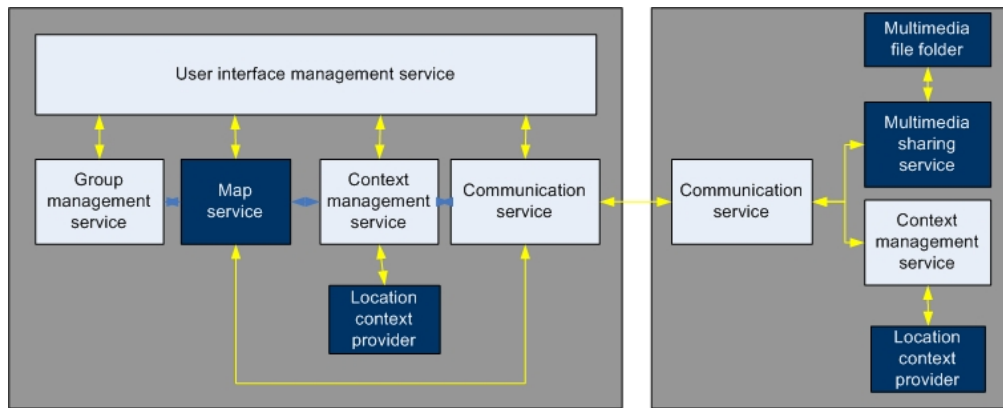 User interface management service
Group
management
service
Map
service
Context
management
service
Communication
service
Location
context
provider
Multimedia
file folder
Multimedia
sharing
service
Communication
service
Context
management
service
Location
context
provider